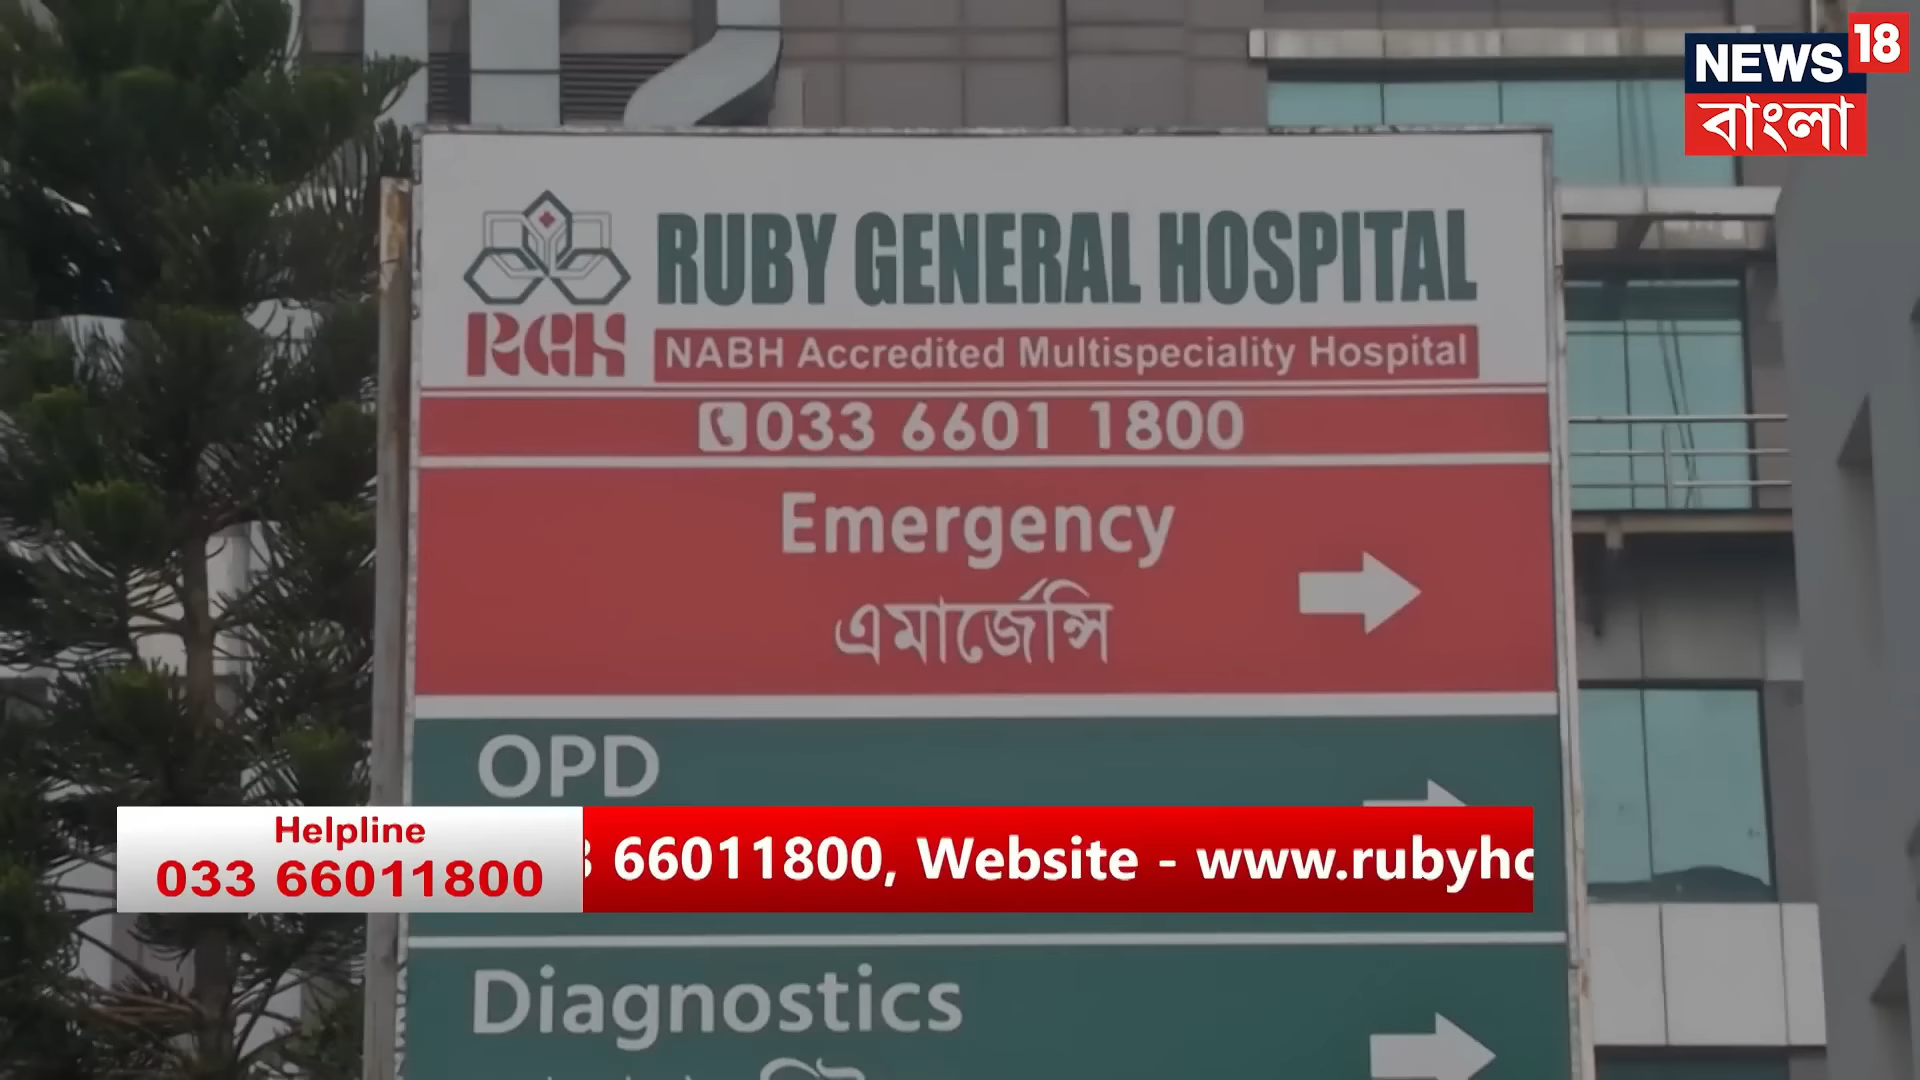 NEWS 18
বাংলা
RUBY GENERAL HOSPITAL
RGH
NABH Accredited Multispeciality Hospital
033 6601 1800
Emergency
এমার্জেন্সি
OPD
Helpline
033 66011800
66011800, Website - www.rubyho
Diagnostics